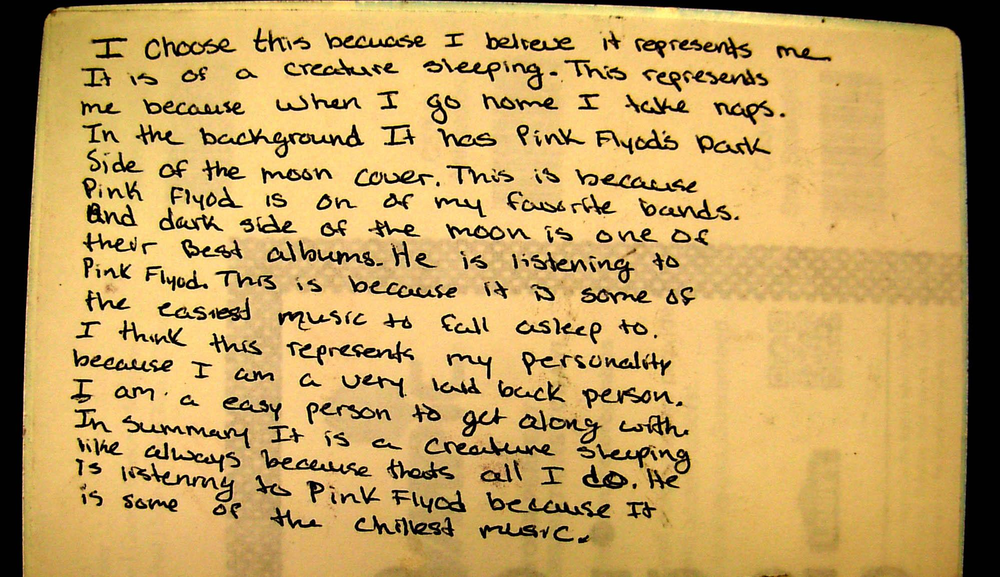 I choose this becuase I believe it represents me.
It is of a creature sleeping. This represents
me because when I go home I take naps.
In the background It has Pink Flyod's Dark
Side of the moon cover. This is because
Pink Flyod is on of my favorite bands.
And dark side of the moon is one of
their Best albums. He is listening to
Pink Flyod. This is because it is some of
the easiest music to fall asleep to.
I think this represents my personality
because I am a very laid back person.
I am a easy person to get along with.
In summary It is a creature sleeping
like always because thats all I do. He
is listening to Pink Flyod because It
is some of the chillest music.